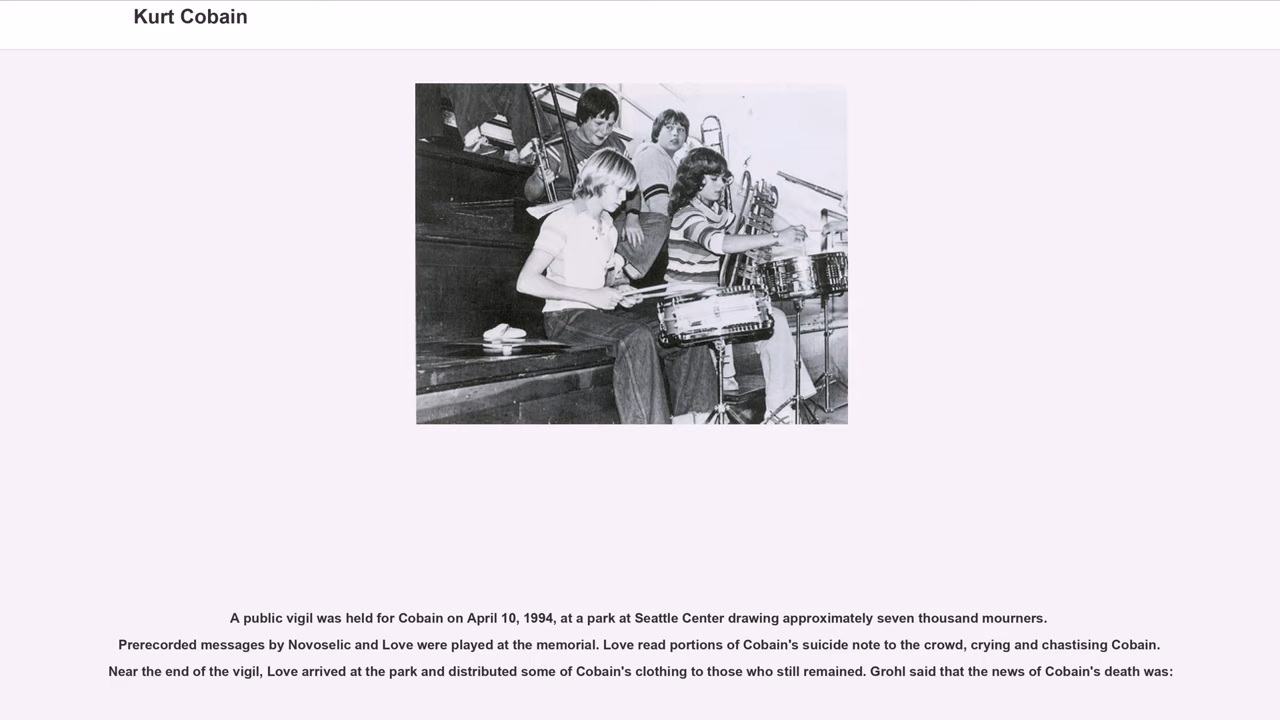 Kurt Cobain
A public vigil was held for Cobain on April 10, 1994, at a park at Seattle Center drawing approximately seven thousand mourners.
Prerecorded messages by Novoselic and Love were played at the memorial. Love read portions of Cobain's suicide note to the crowd, crying and chastising Cobain.
Near the end of the vigil, Love arrived at the park and distributed some of Cobain's clothing to those who still remained. Grohl said that the news of Cobain's death was: